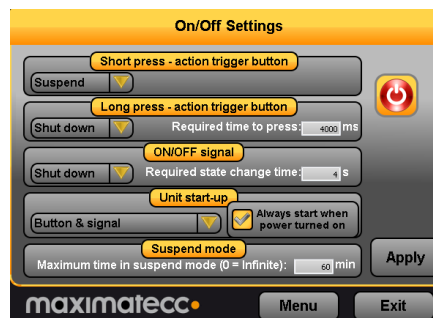 On/Off Settings
Short press - action trigger button
Suspend
Long press - action trigger button
Shut down
Required time to press: 4000 ms
ON/OFF signal
Shut down
Required state change time: 4 s
Unit start-up
Button & signal
Always start when
power turned on
Suspend mode
Maximum time in suspend mode (0 = Infinite): 60 min
Apply
maximatecc
Menu
Exit